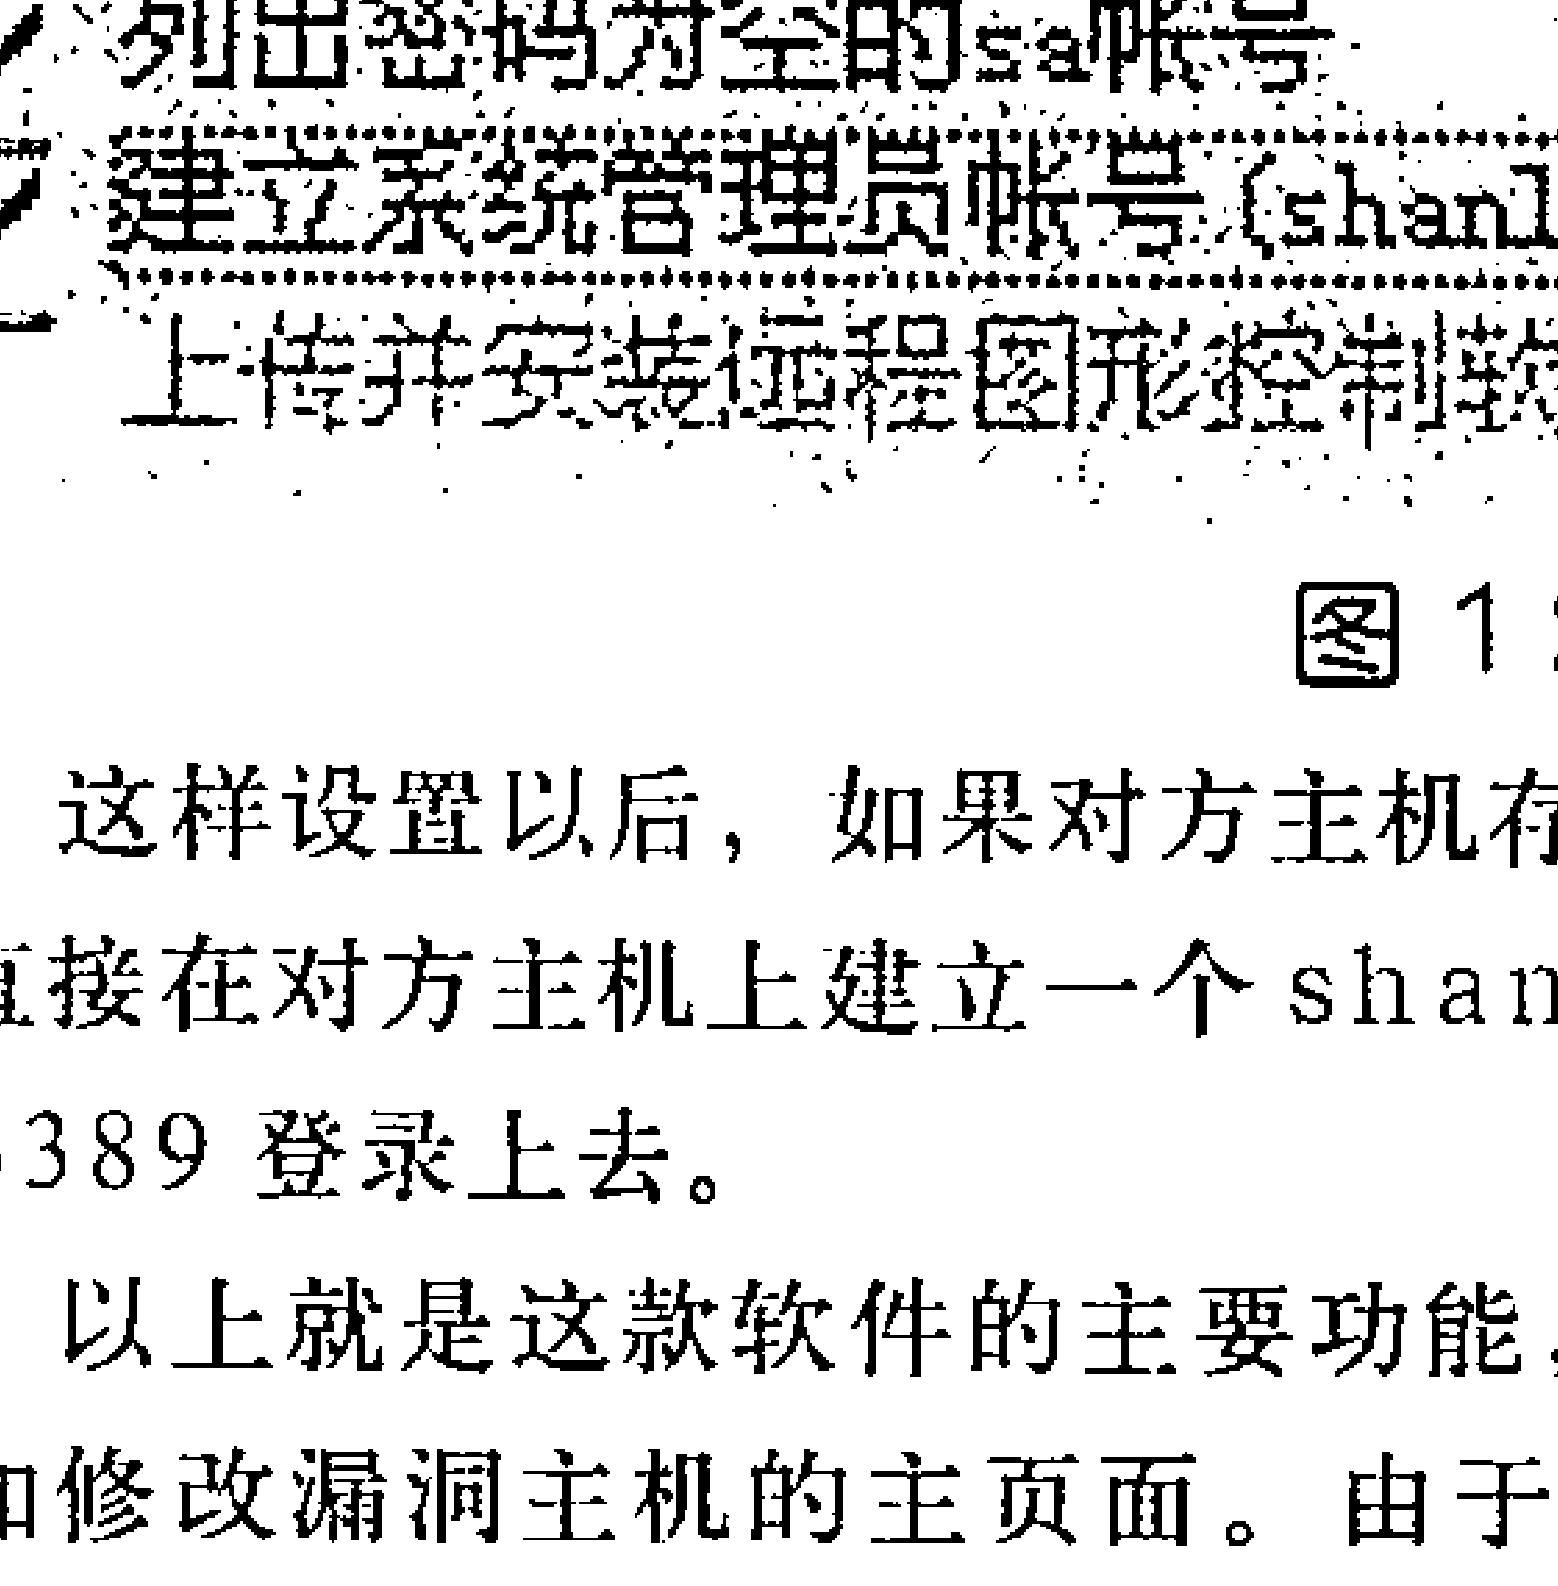 列出密码为空的sa帐号
建立系统管理员帐号(shanl
上传并安装远程图形控制软
图 1
这样设置以后，如果对方主机存
直接在对方主机上建立一个 shan
389 登录上去。
以上就是这款软件的主要功能，
和修改漏洞主机的主页面。由于